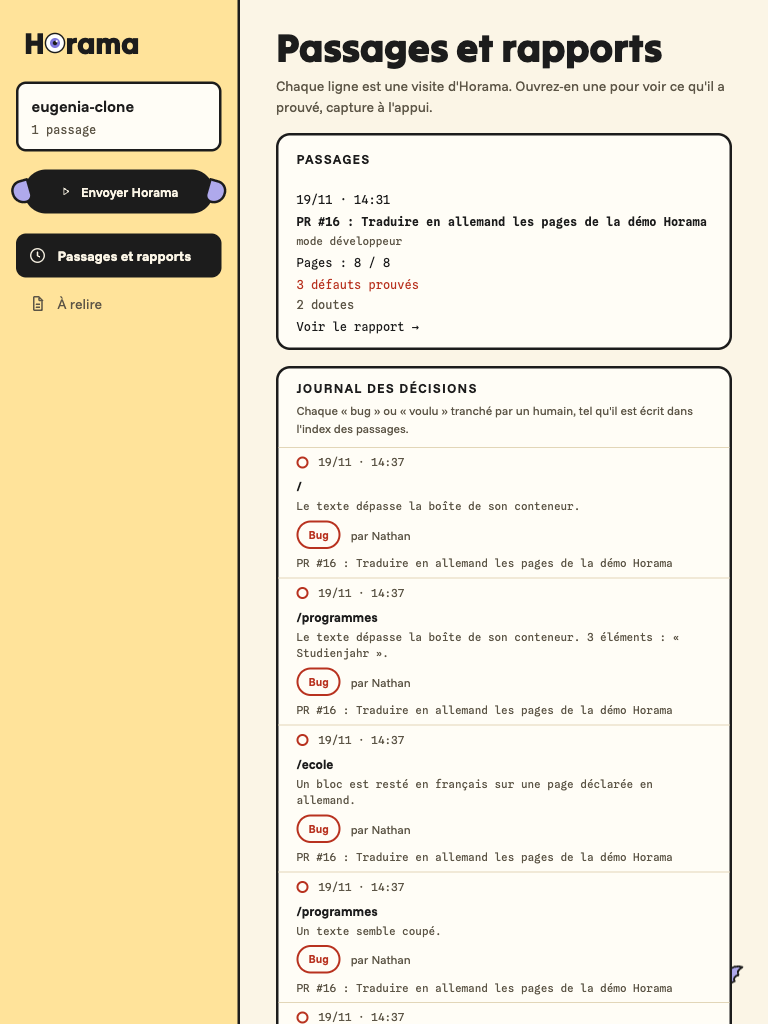 Horama
eugenia-clone
1 passage
Envoyer Horama
Passages et rapports
À relire
Passages et rapports
Chaque ligne est une visite d'Horama. Ouvrez-en une pour voir ce qu'il a
prouvé, capture à l'appui.
PASSAGES
19/11 · 14:31
PR #16 : Traduire en allemand les pages de la démo Horama
mode développeur
Pages : 8 / 8
3 défauts prouvés
2 doutes
Voir le rapport →
JOURNAL DES DÉCISIONS
Chaque « bug » ou « voulu » tranché par un humain, tel qu'il est écrit dans
l'index des passages.
19/11 · 14:37
/
Le texte dépasse la boîte de son conteneur.
Bug par Nathan
PR #16 : Traduire en allemand les pages de la démo Horama
19/11 · 14:37
/programmes
Le texte dépasse la boîte de son conteneur. 3 éléments : «
Studienjahr ».
Bug par Nathan
PR #16 : Traduire en allemand les pages de la démo Horama
19/11 · 14:37
/ecole
Un bloc est resté en français sur une page déclarée en
allemand.
Bug par Nathan
PR #16 : Traduire en allemand les pages de la démo Horama
19/11 · 14:37
/programmes
Un texte semble coupé.
Bug par Nathan
PR #16 : Traduire en allemand les pages de la démo Horama
19/11 · 14:37